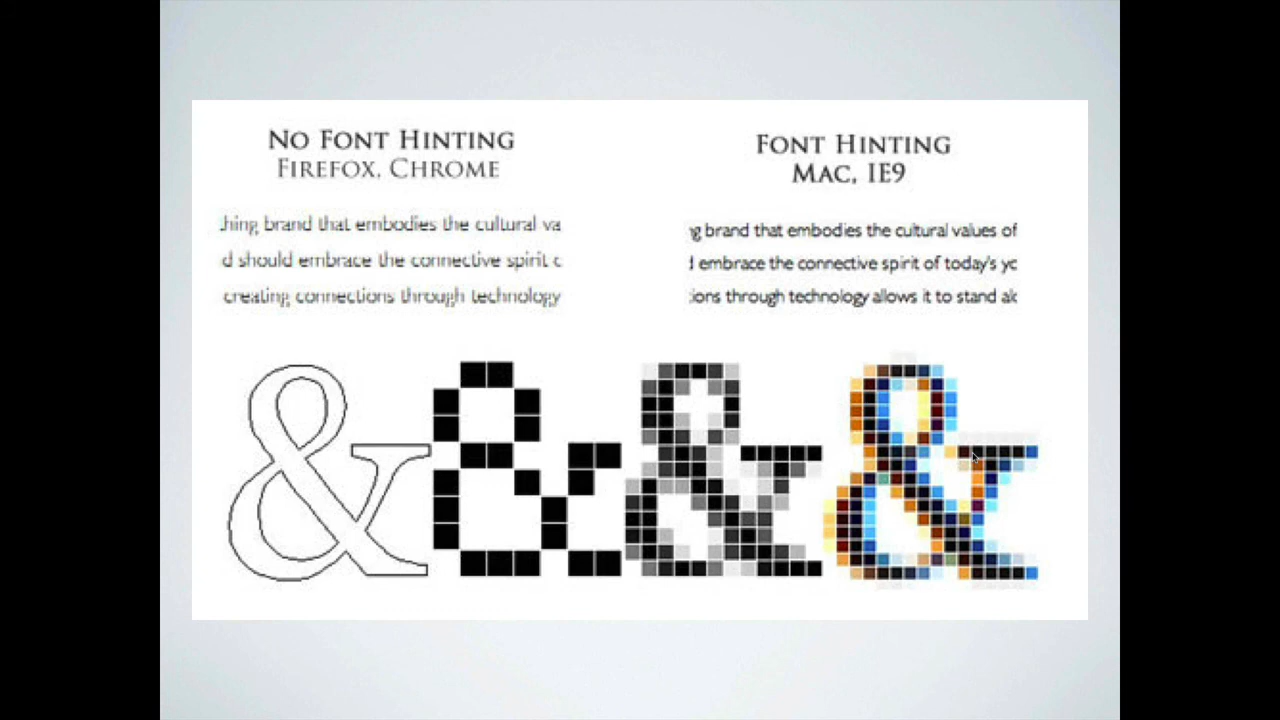 NO FONT HINTING
FIREFOX, CHROME
hing brand that embodies the cultural va
d should embrace the connective spirit c
creating connections through technology
FONT HINTING
MAC, IE9
g brand that embodies the cultural values of
d embrace the connective spirit of today's yc
ions through technology allows it to stand ak
& & & &